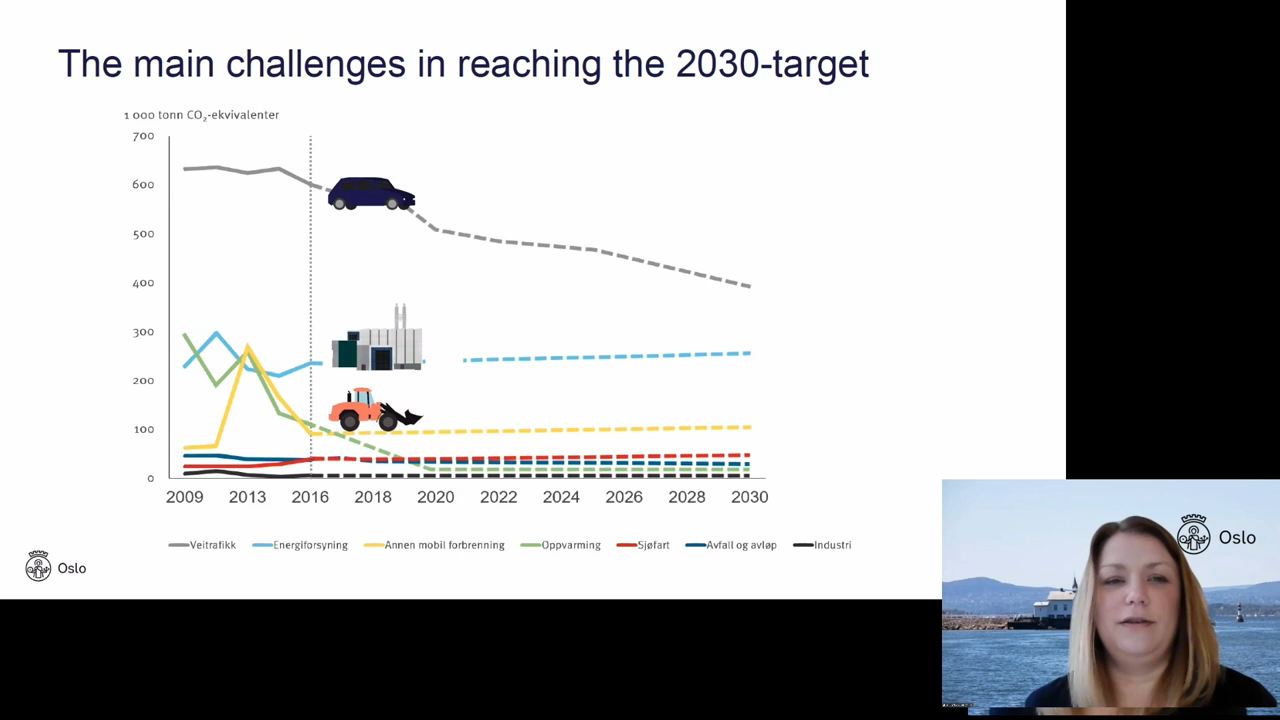 The main challenges in reaching the 2030-target
1 000 tonn CO₂-ekvivalenter
700
600
500
400
300
200
100
0
2009 2013 2016 2018 2020 2022 2024 2026 2028 2030
Veitrafikk Energiforsyning Annen mobil forbrenning Oppvarming Sjøfart Avfall og avløp Industri
Oslo
Oslo